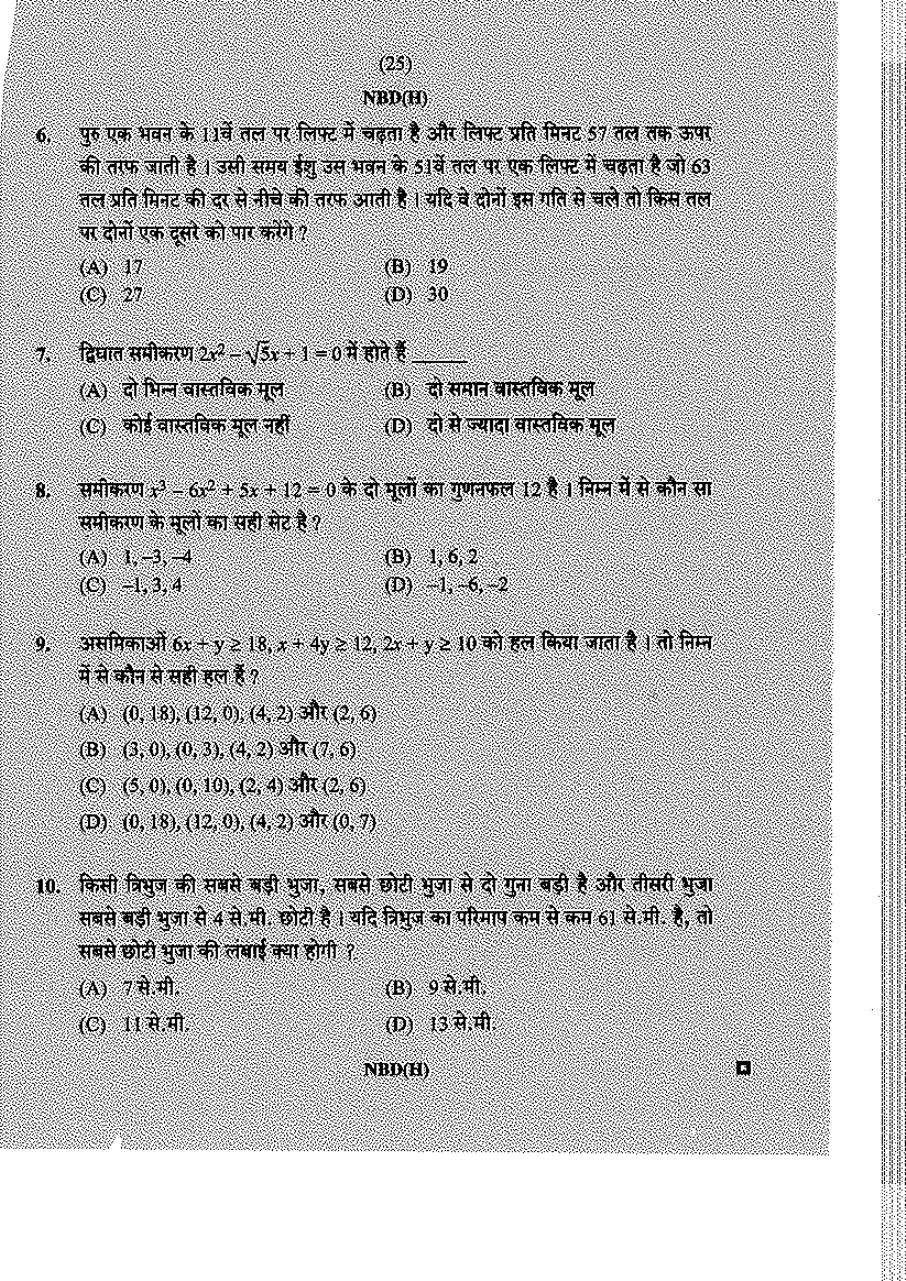 (25)
NBD(H)
6. पुरु एक भवन के 11वें तल पर लिफ्ट में चढ़ता है और लिफ्ट प्रति मिनट 57 तल तक ऊपर
की तरफ जाती है । उसी समय ईशु उस भवन के 51वें तल पर एक लिफ्ट में चढ़ता है जो 63
तल प्रति मिनट की दर से नीचे की तरफ आती है । यदि वे दोनों इस गति से चले तो किस तल
पर दोनों एक दूसरे को पार करेंगे ?
(A) 17 (B) 19
(C) 27 (D) 30
7. द्विघात समीकरण 2x² – √5x + 1 = 0 में होते हैं ______
(A) दो भिन्न वास्तविक मूल (B) दो समान वास्तविक मूल
(C) कोई वास्तविक मूल नहीं (D) दो से ज्यादा वास्तविक मूल
8. समीकरण x³ – 6x² + 5x + 12 = 0 के दो मूलों का गुणनफल 12 है । निम्न में से कौन सा
समीकरण के मूलों का सही सेट है ?
(A) 1, –3, –4 (B) 1, 6, 2
(C) –1, 3, 4 (D) –1, –6, –2
9. असमिकाओं 6x + y ≥ 18, x + 4y ≥ 12, 2x + y ≥ 10 को हल किया जाता है । तो निम्न
में से कौन से सही हल हैं ?
(A) (0, 18), (12, 0), (4, 2) और (2, 6)
(B) (3, 0), (0, 3), (4, 2) और (7, 6)
(C) (5, 0), (0, 10), (2, 4) और (2, 6)
(D) (0, 18), (12, 0), (4, 2) और (0, 7)
10. किसी त्रिभुज की सबसे बड़ी भुजा, सबसे छोटी भुजा से दो गुना बड़ी है और तीसरी भुजा
सबसे बड़ी भुजा से 4 से.मी. छोटी है । यदि त्रिभुज का परिमाप कम से कम 61 से.मी. है, तो
सबसे छोटी भुजा की लंबाई क्या होगी ?
(A) 7 से.मी. (B) 9 से.मी.
(C) 11 से.मी. (D) 13 से.मी.
NBD(H)